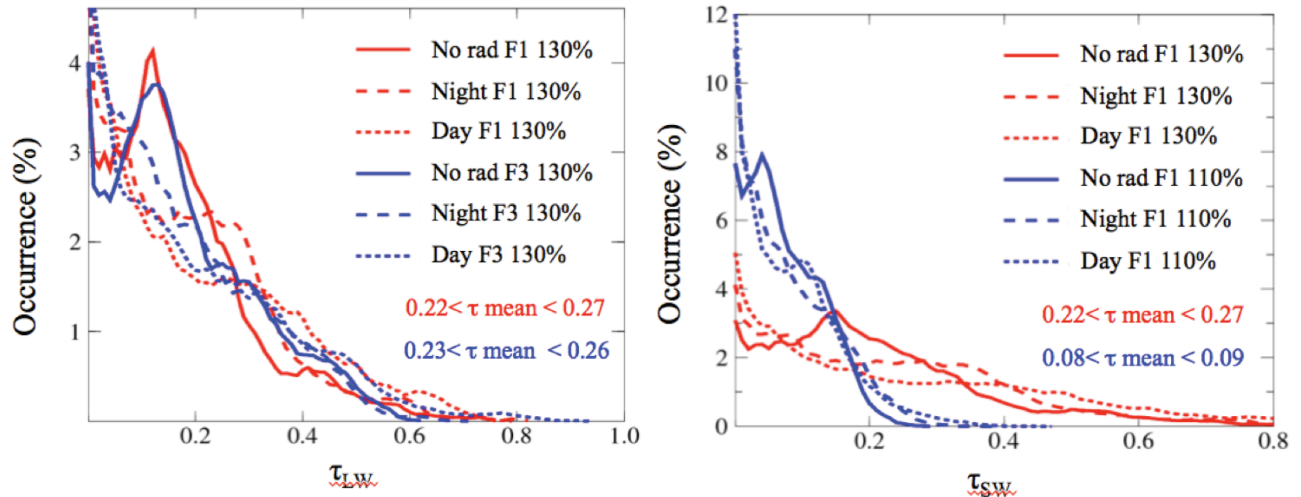 Occurrence (%)
4
3
2
1
No rad F1 130%
Night F1 130%
Day F1 130%
No rad F3 130%
Night F3 130%
Day F3 130%
0.22< τ mean < 0.27
0.23< τ mean < 0.26
0.2 0.4 0.6 0.8 1.0
τLW
Occurrence (%)
12
10
8
6
4
2
0
No rad F1 130%
Night F1 130%
Day F1 130%
No rad F1 110%
Night F1 110%
Day F1 110%
0.22< τ mean < 0.27
0.08< τ mean < 0.09
0.2 0.4 0.6 0.8
τSW